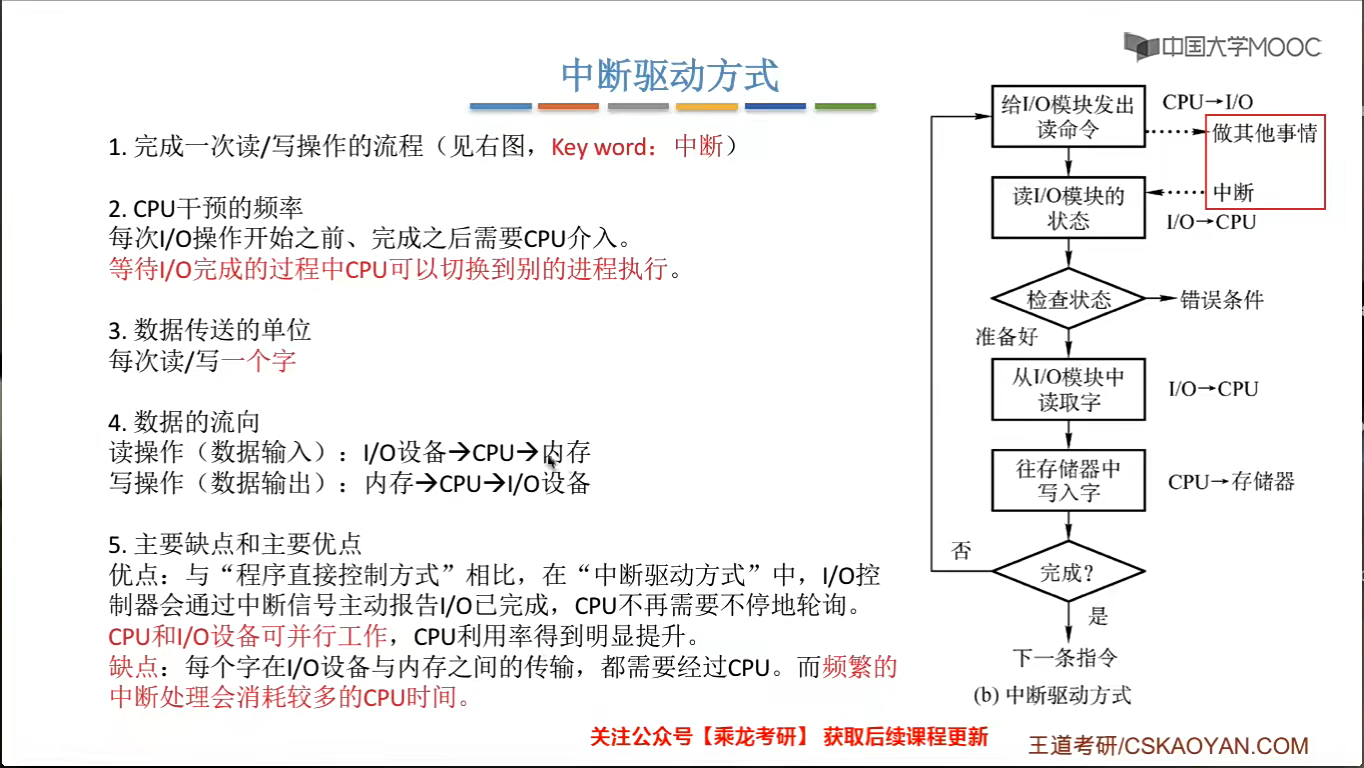 中国大学MOOC
中断驱动方式
1. 完成一次读/写操作的流程（见右图，Key word：中断）
2. CPU干预的频率
每次I/O操作开始之前、完成之后需要CPU介入。
等待I/O完成的过程中CPU可以切换到别的进程执行。
3. 数据传送的单位
每次读/写一个字
4. 数据的流向
读操作（数据输入）：I/O设备→CPU→内存
写操作（数据输出）：内存→CPU→I/O设备
5. 主要缺点和主要优点
优点：与“程序直接控制方式”相比，在“中断驱动方式”中，I/O控
制器会通过中断信号主动报告I/O已完成，CPU不再需要不停地轮询。
CPU和I/O设备可并行工作，CPU利用率得到明显提升。
缺点：每个字在I/O设备与内存之间的传输，都需要经过CPU。而频繁的
中断处理会消耗较多的CPU时间。
给I/O模块发出
读命令
CPU→I/O
做其他事情
读I/O模块的
状态
中断
I/O→CPU
检查状态
错误条件
准备好
从I/O模块中
读取字
I/O→CPU
往存储器中
写入字
CPU→存储器
否
完成？
是
下一条指令
(b) 中断驱动方式
关注公众号【乘龙考研】 获取后续课程更新
王道考研/CSKAOYAN.COM